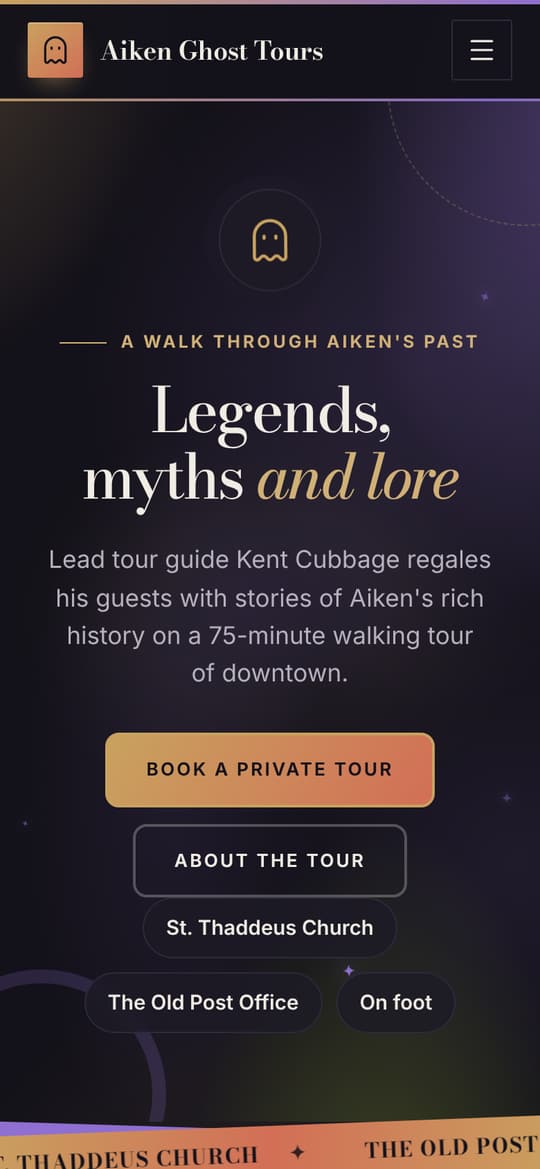 Aiken Ghost Tours
A WALK THROUGH AIKEN'S PAST
Legends,
myths and lore
Lead tour guide Kent Cubbage regales
his guests with stories of Aiken's rich
history on a 75-minute walking tour
of downtown.
BOOK A PRIVATE TOUR
ABOUT THE TOUR
St. Thaddeus Church
The Old Post Office
On foot
T. THADDEUS CHURCH ✦ THE OLD POST